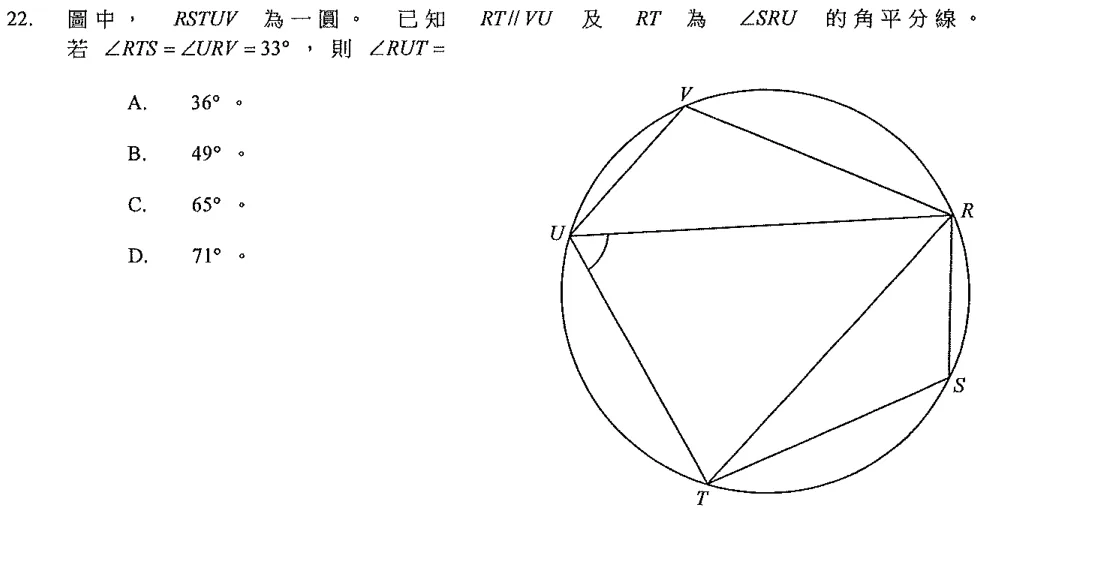 22. 圖中，RSTUV 為一圓。已知 RT // VU 及 RT 為 ∠SRU 的角平分線。
若 ∠RTS = ∠URV = 33°，則 ∠RUT =
A. 36°。
B. 49°。
C. 65°。
D. 71°。
V
R
U
S
T